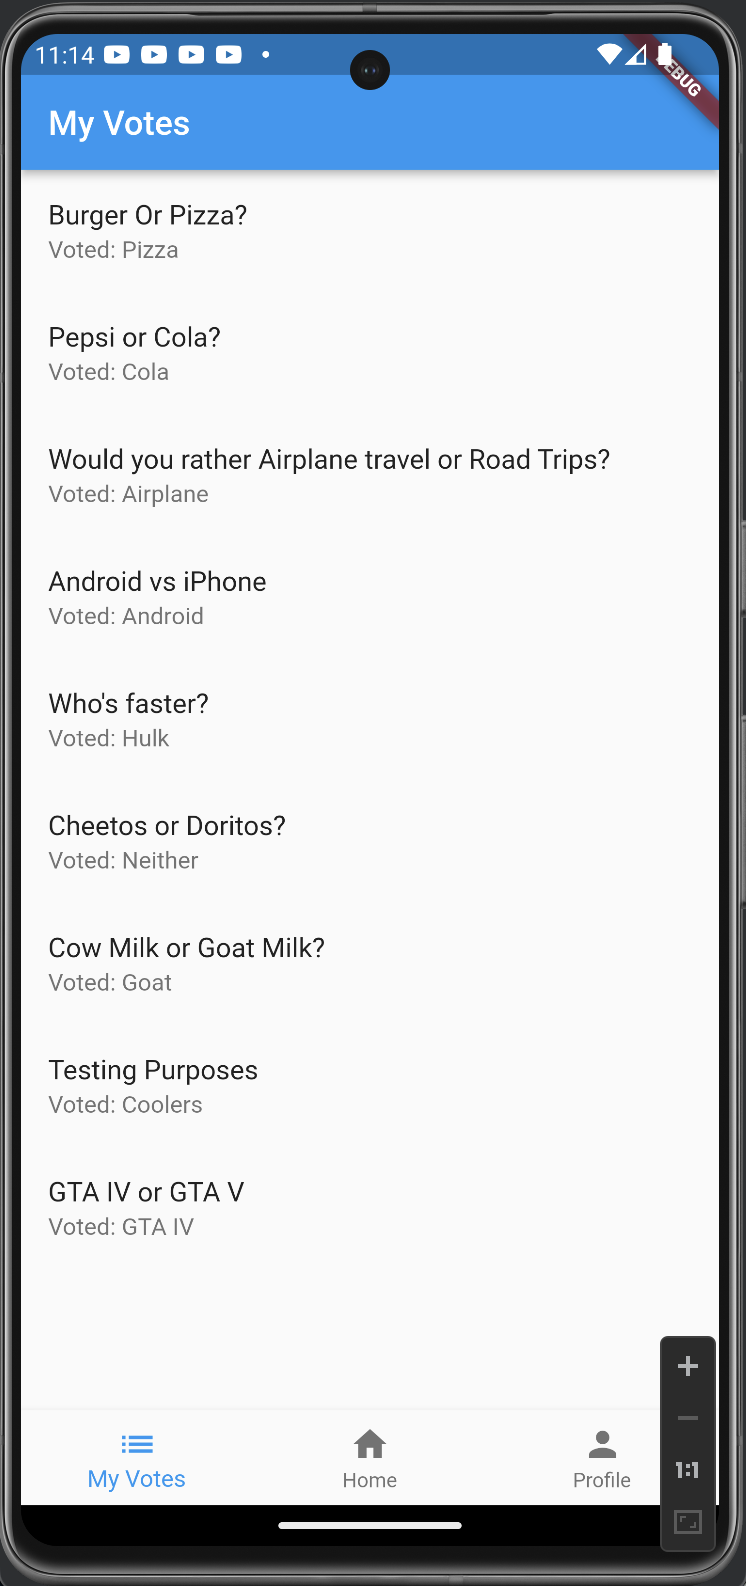 11:14
DEBUG
My Votes
Burger Or Pizza?
Voted: Pizza
Pepsi or Cola?
Voted: Cola
Would you rather Airplane travel or Road Trips?
Voted: Airplane
Android vs iPhone
Voted: Android
Who's faster?
Voted: Hulk
Cheetos or Doritos?
Voted: Neither
Cow Milk or Goat Milk?
Voted: Goat
Testing Purposes
Voted: Coolers
GTA IV or GTA V
Voted: GTA IV
My Votes
Home
Profile
1:1